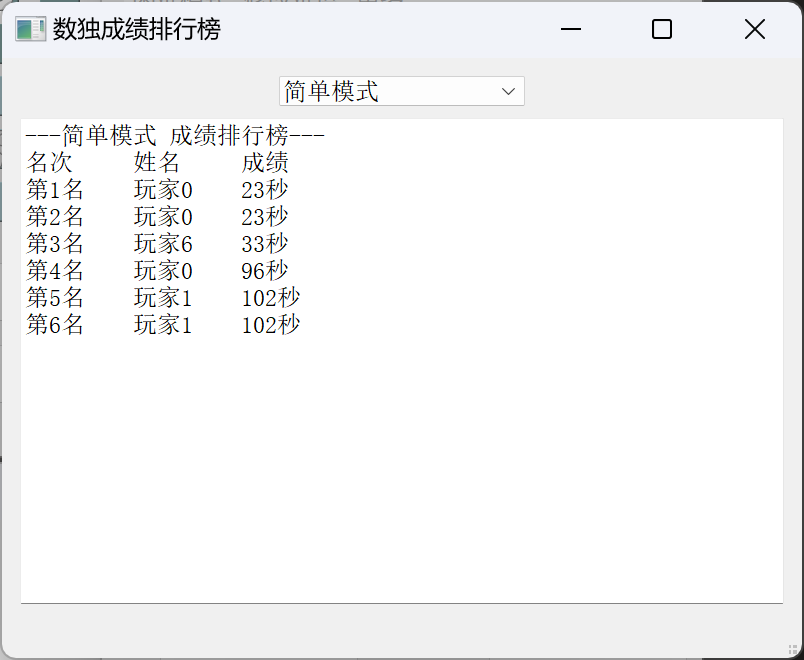 数独成绩排行榜
简单模式
---简单模式 成绩排行榜---
名次 姓名 成绩
第1名 玩家0 23秒
第2名 玩家0 23秒
第3名 玩家6 33秒
第4名 玩家0 96秒
第5名 玩家1 102秒
第6名 玩家1 102秒